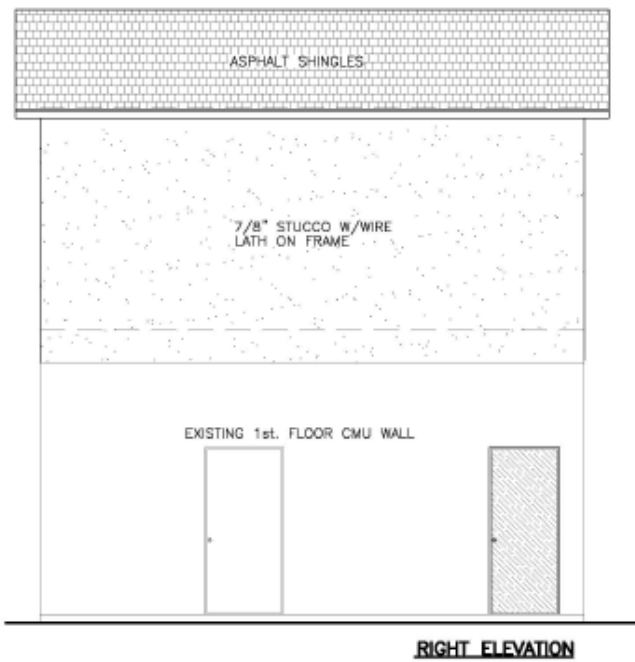 ASPHALT SHINGLES
7/8" STUCCO W/WIRE
LATH ON FRAME
EXISTING 1st. FLOOR CMU WALL
RIGHT ELEVATION